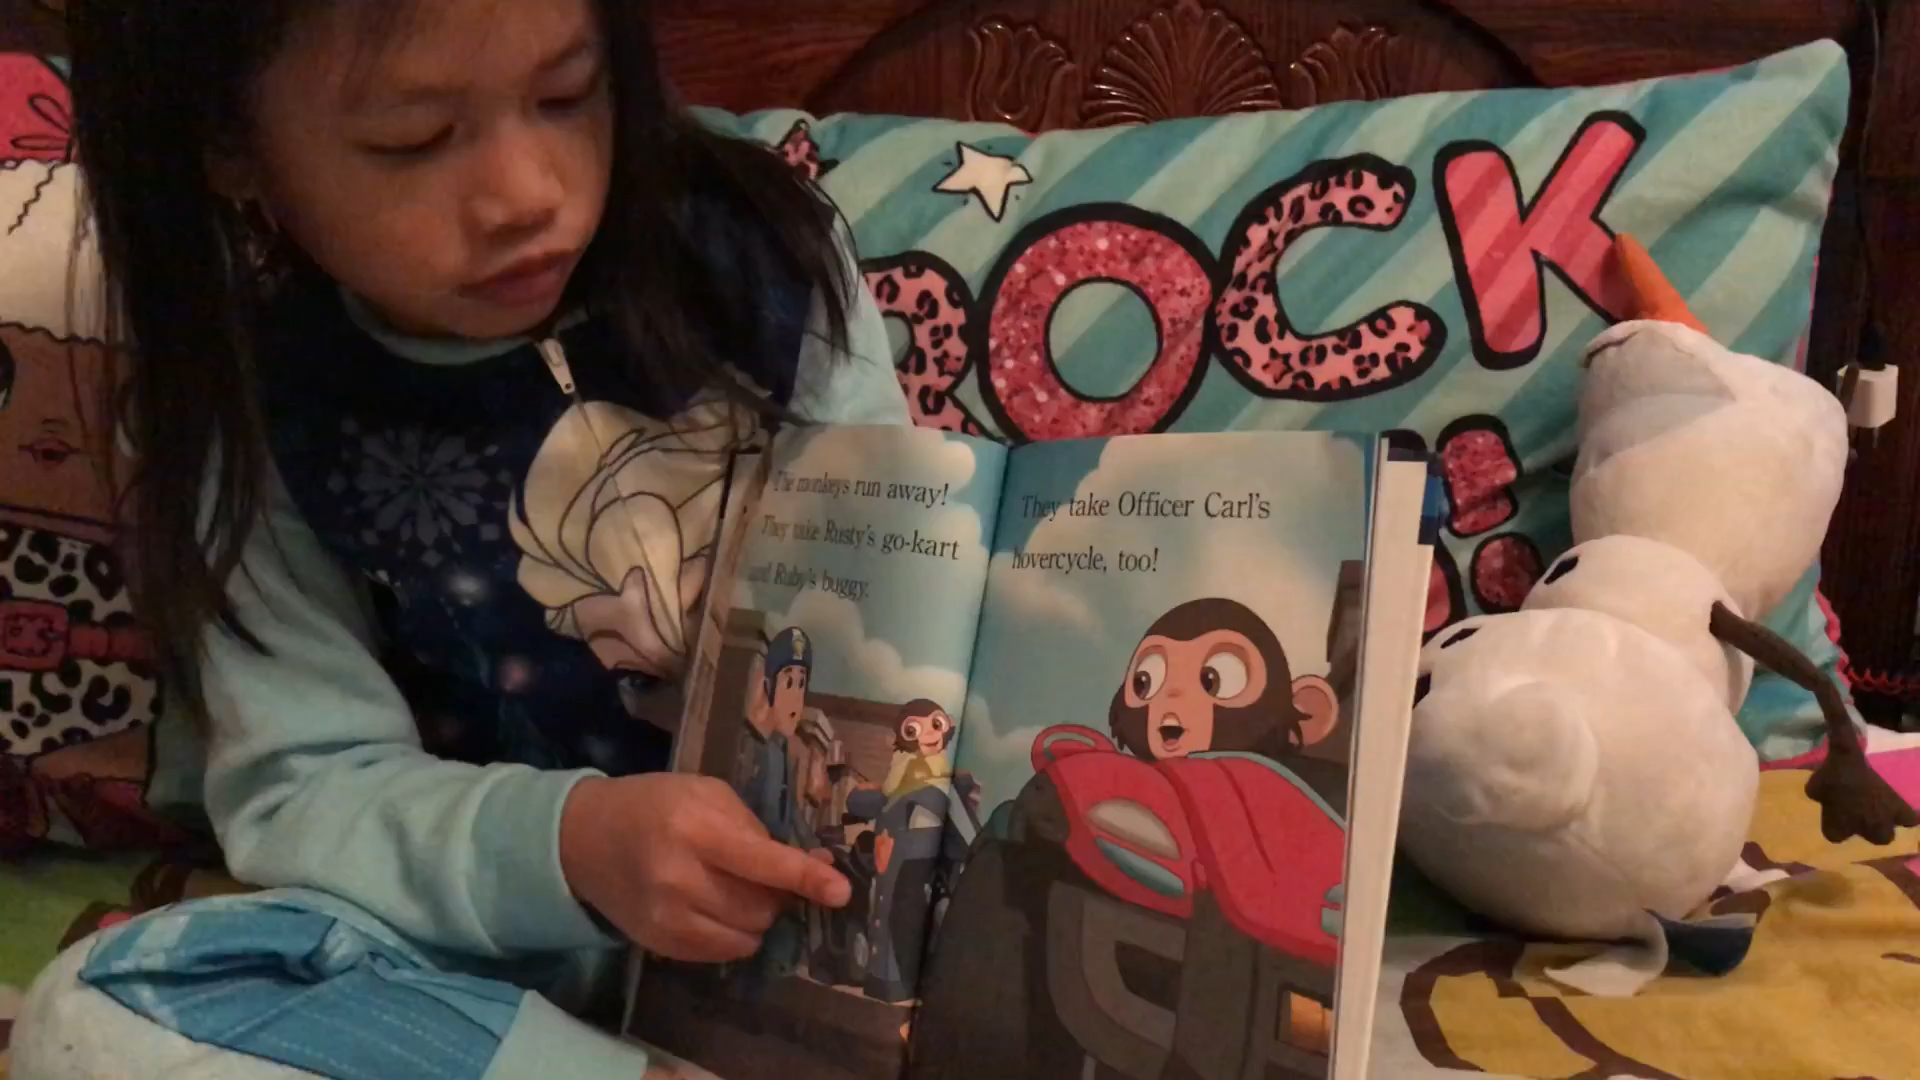 ROCK
!
The monkeys run away!
They take Rusty's go-kart
and Ruby's buggy.
They take Officer Carl's
hovercycle, too!